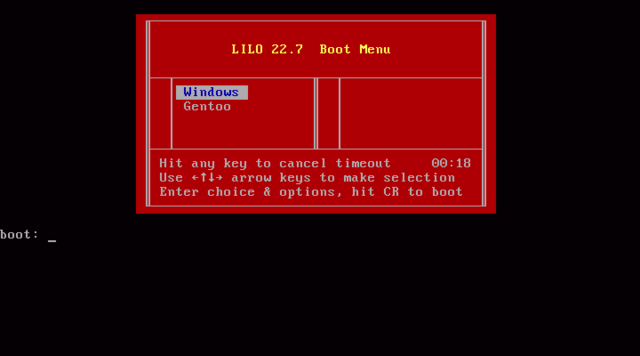 LILO 22.7  Boot Menu
Windows
Gentoo
Hit any key to cancel timeout     00:18
Use ←↑↓→ arrow keys to make selection
Enter choice & options, hit CR to boot
boot: _